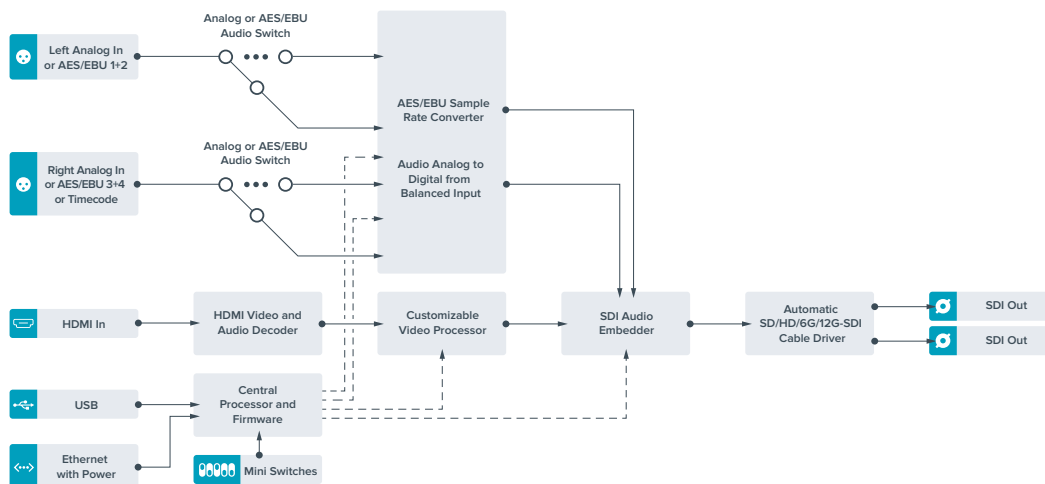 Analog or AES/EBU
Audio Switch
Left Analog In
or AES/EBU 1+2
AES/EBU Sample
Rate Converter
Analog or AES/EBU
Audio Switch
Right Analog In
or AES/EBU 3+4
or Timecode
Audio Analog to
Digital from
Balanced Input
HDMI In
HDMI Video and
Audio Decoder
Customizable
Video Processor
SDI Audio
Embedder
Automatic
SD/HD/6G/12G-SDI
Cable Driver
SDI Out
SDI Out
USB
Central
Processor and
Firmware
Ethernet
with Power
Mini Switches